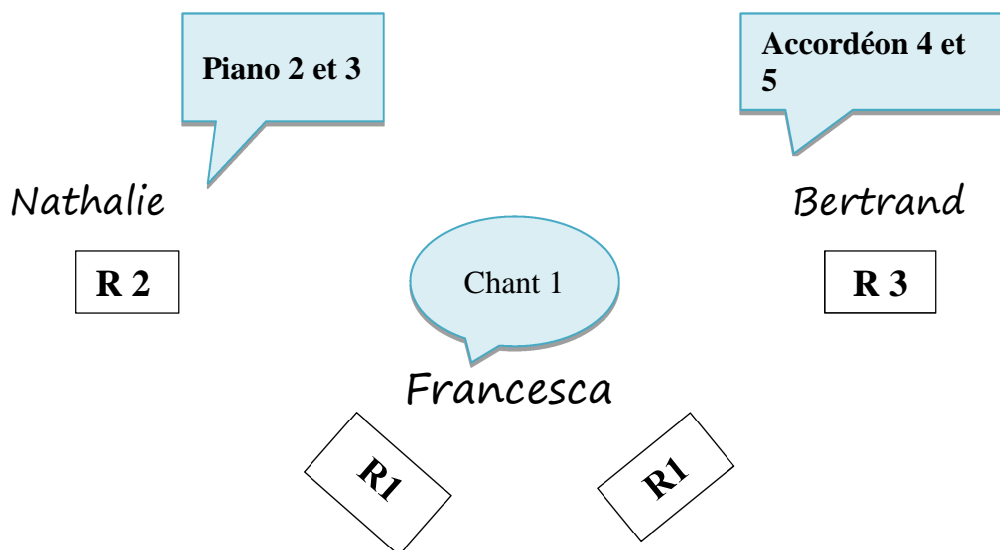 Piano 2 et 3
Accordéon 4 et
5
Nathalie
Bertrand
R 2
Chant 1
R 3
Francesca
R1
R1